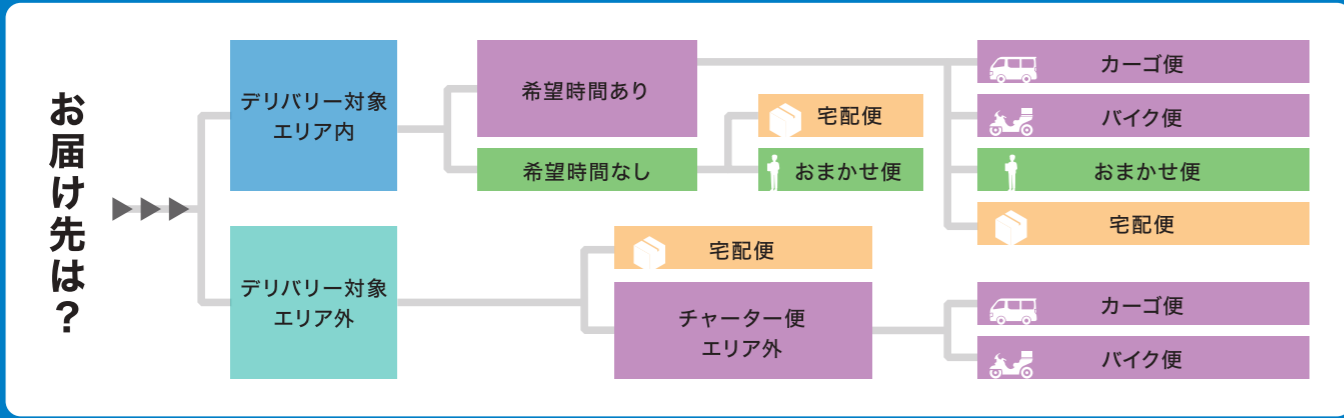 お届け先は？
デリバリー対象
エリア内
希望時間あり
カーゴ便
バイク便
おまかせ便
宅配便
希望時間なし
宅配便
おまかせ便
デリバリー対象
エリア外
宅配便
チャーター便
エリア外
カーゴ便
バイク便